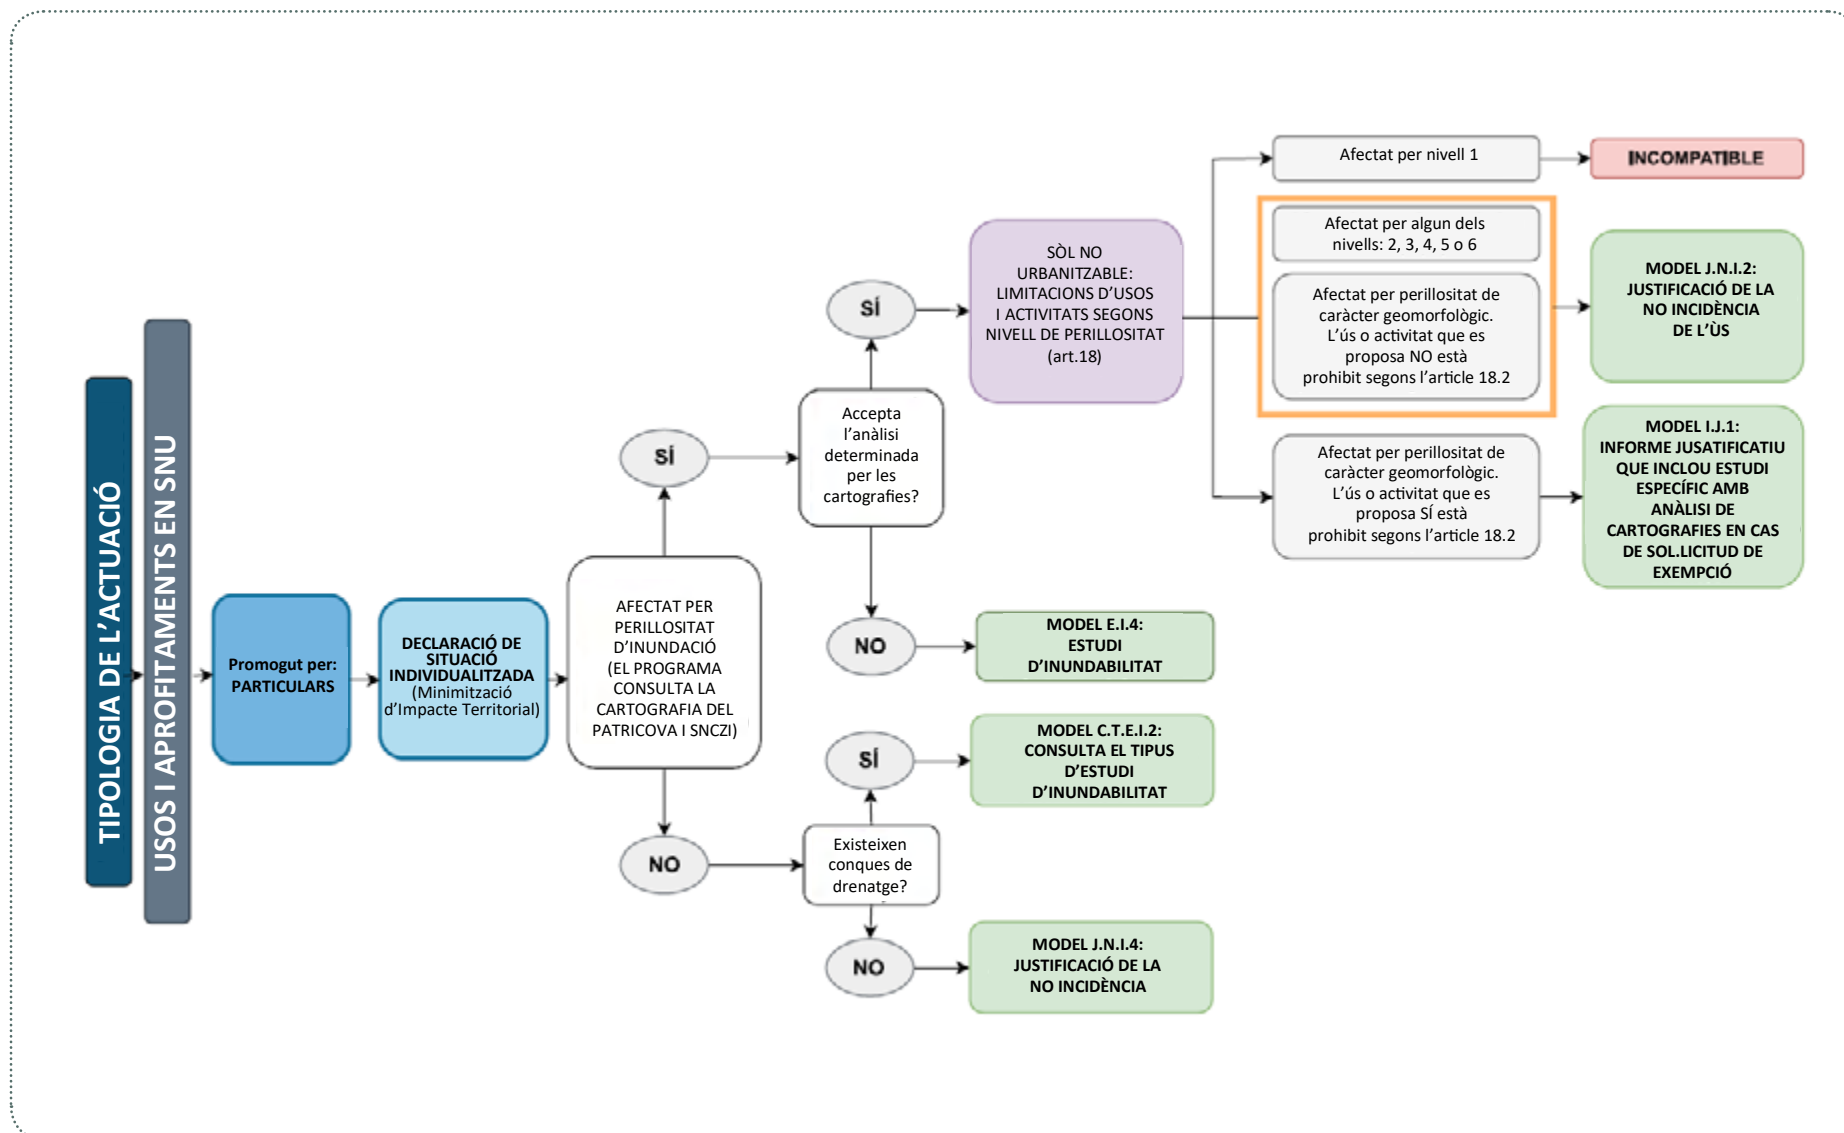 TIPOLOGIA DE L'ACTUACIÓ
USOS I APROFITAMENTS EN SNU
Promogut per:
PARTICULARS
DECLARACIÓ DE
SITUACIÓ
INDIVIDUALITZADA
(Minimització
d'Impacte Territorial)
AFECTAT PER
PERILLOSITAT
D'INUNDACIÓ
(EL PROGRAMA
CONSULTA LA
CARTOGRAFIA DEL
PATRICOVA I SNCZI)
SÍ
Accepta
l'anàlisi
determinada
per les
cartografies?
SÍ
SÒL NO
URBANITZABLE:
LIMITACIONS D'USOS
I ACTIVITATS SEGONS
NIVELL DE PERILLOSITAT
(art.18)
Afectat per nivell 1
INCOMPATIBLE
Afectat per algun dels
nivells: 2, 3, 4, 5 o 6
Afectat per perillositat de
caràcter geomorfològic.
L'ús o activitat que es
proposa NO està
prohibit segons l'article 18.2
MODEL J.N.I.2:
JUSTIFICACIÓ DE LA
NO INCIDÈNCIA
DE L'ÙS
Afectat per perillositat de
caràcter geomorfològic.
L'ús o activitat que es
proposa SÍ està
prohibit segons l'article 18.2
MODEL I.J.1:
INFORME JUSATIFICATIU
QUE INCLOU ESTUDI
ESPECÍFIC AMB
ANÀLISI DE
CARTOGRAFIES EN CAS
DE SOL.LICITUD DE
EXEMPCIÓ
NO
MODEL E.I.4:
ESTUDI
D'INUNDABILITAT
NO
Existeixen
conques de
drenatge?
SÍ
MODEL C.T.E.I.2:
CONSULTA EL TIPUS
D'ESTUDI
D'INUNDABILITAT
NO
MODEL J.N.I.4:
JUSTIFICACIÓ DE LA
NO INCIDÈNCIA